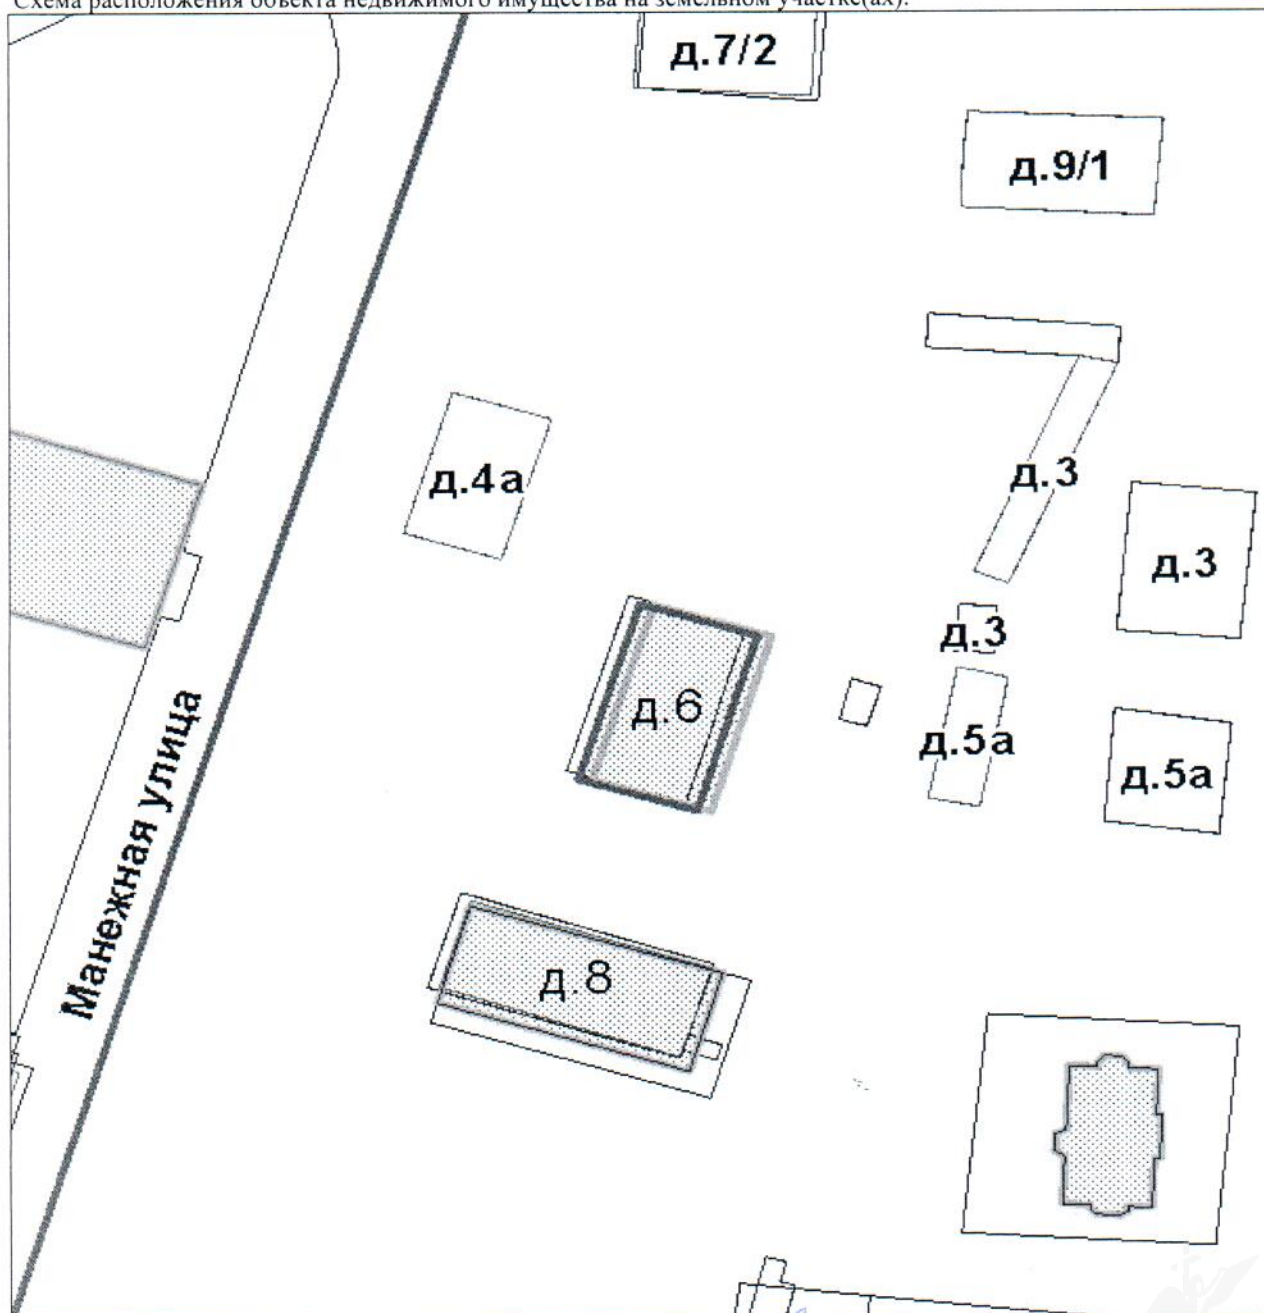 Схема расположения объекта недвижимого имущества на земельном участке(ах):
д.7/2
д.9/1
д.4а
д.3
д.3
д.3
д.6
д.5а
д.5а
Манежная улица
д.8